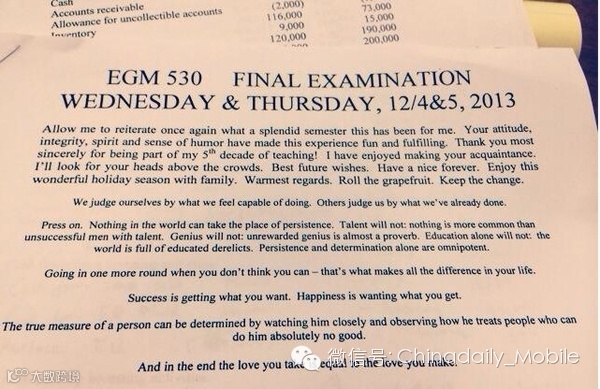 Cash
Accounts receivable (2,000) 73,000
Allowance for uncollectible accounts 116,000 15,000
Inventory 9,000 190,000
120,000 200,000
EGM 530 FINAL EXAMINATION
WEDNESDAY & THURSDAY, 12/4&5, 2013
Allow me to reiterate once again what a splendid semester this has been for me. Your attitude,
integrity, spirit and sense of humor have made this experience fun and fulfilling. Thank you most
sincerely for being part of my 5th decade of teaching! I have enjoyed making your acquaintance.
I'll look for your heads above the crowds. Best future wishes. Have a nice forever. Enjoy this
wonderful holiday season with family. Warmest regards. Roll the grapefruit. Keep the change.
We judge ourselves by what we feel capable of doing. Others judge us by what we've already done.
Press on. Nothing in the world can take the place of persistence. Talent will not: nothing is more common than
unsuccessful men with talent. Genius will not: unrewarded genius is almost a proverb. Education alone will not: the
world is full of educated derelicts. Persistence and determination alone are omnipotent.
Going in one more round when you don't think you can – that's what makes all the difference in your life.
Success is getting what you want. Happiness is wanting what you get.
The true measure of a person can be determined by watching him closely and observing how he treats people who can
do him absolutely no good.
And in the end the love you take equal to the love you make.
微信号: Chinadaily_Mobile
大数跨境